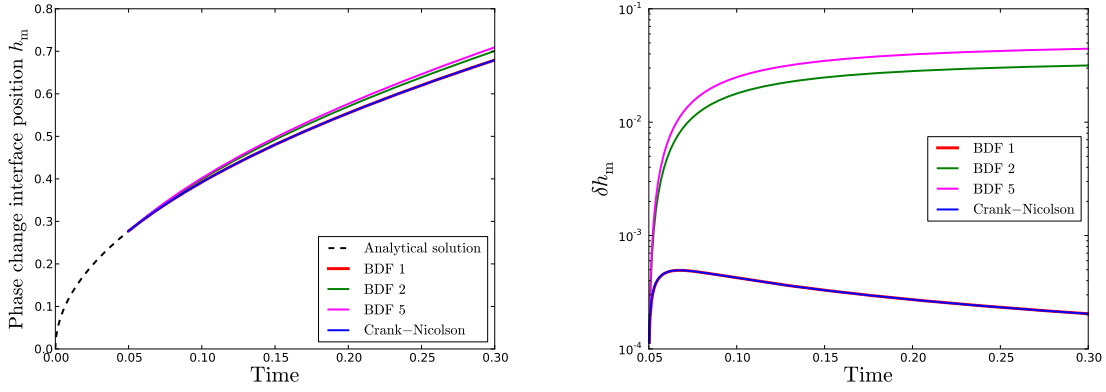 0.8
0.7
0.6
0.5
0.4
0.3
0.2
0.1
0.0
Phase change interface position h_m
0.00 0.05 0.10 0.15 0.20 0.25 0.30
Time
Analytical solution
BDF 1
BDF 2
BDF 5
Crank−Nicolson
10^-1
10^-2
10^-3
10^-4
δh_m
0.05 0.10 0.15 0.20 0.25 0.30
Time
BDF 1
BDF 2
BDF 5
Crank−Nicolson